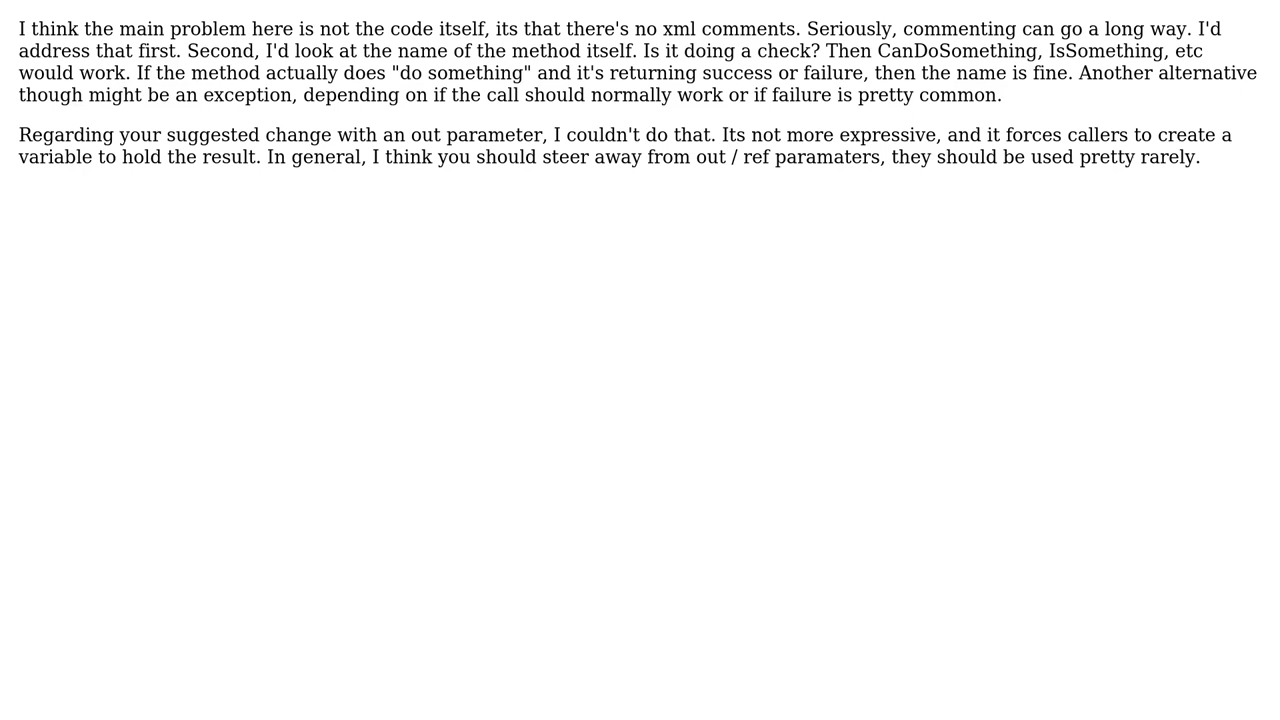 I think the main problem here is not the code itself, its that there's no xml comments. Seriously, commenting can go a long way. I'd
address that first. Second, I'd look at the name of the method itself. Is it doing a check? Then CanDoSomething, IsSomething, etc
would work. If the method actually does "do something" and it's returning success or failure, then the name is fine. Another alternative
though might be an exception, depending on if the call should normally work or if failure is pretty common.
Regarding your suggested change with an out parameter, I couldn't do that. Its not more expressive, and it forces callers to create a
variable to hold the result. In general, I think you should steer away from out / ref paramaters, they should be used pretty rarely.